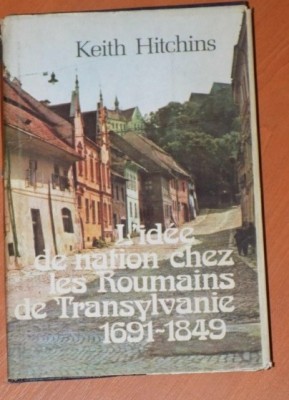 Keith Hitchins
L'idée
de nation chez
les Roumains
de Transylvanie
1691-1849